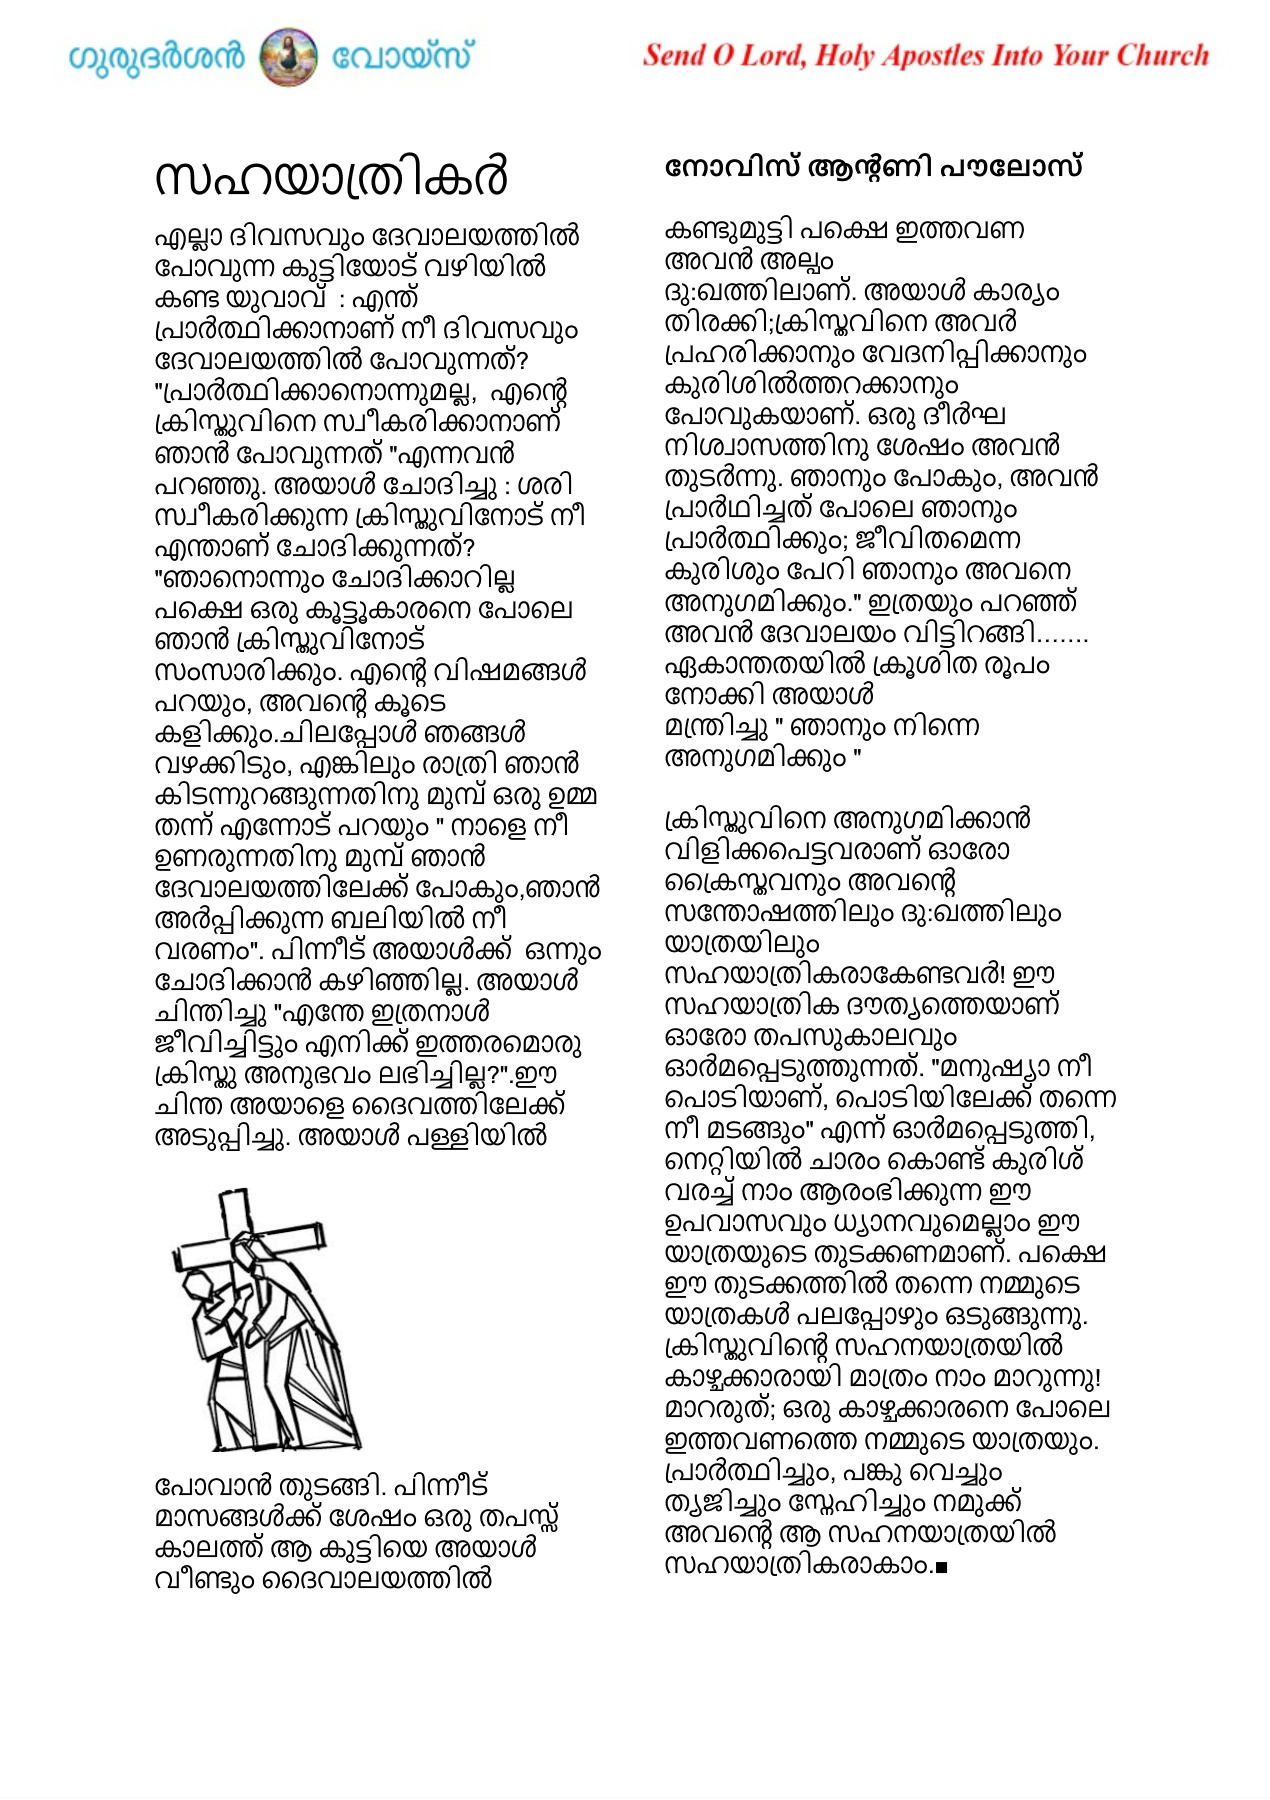 ഗുരുദർശൻ വോയ്സ്
Send O Lord, Holy Apostles Into Your Church
സഹയാത്രികർ
എല്ലാ ദിവസവും ദേവാലയത്തിൽ
പോവുന്ന കുട്ടിയോട് വഴിയിൽ
കണ്ട യുവാവ്  : എന്ത്
പ്രാർത്ഥിക്കാനാണ് നീ ദിവസവും
ദേവാലയത്തിൽ പോവുന്നത്?
"പ്രാർത്ഥിക്കാനൊന്നുമല്ല,  എന്റെ
ക്രിസ്തുവിനെ സ്വീകരിക്കാനാണ്
ഞാൻ പോവുന്നത് "എന്നവൻ
പറഞ്ഞു. അയാൾ ചോദിച്ചു : ശരി
സ്വീകരിക്കുന്ന ക്രിസ്തുവിനോട് നീ
എന്താണ് ചോദിക്കുന്നത്?
"ഞാനൊന്നും ചോദിക്കാറില്ല
പക്ഷെ ഒരു കൂട്ടൂകാരനെ പോലെ
ഞാൻ ക്രിസ്തുവിനോട്
സംസാരിക്കും. എന്റെ വിഷമങ്ങൾ
പറയും, അവന്റെ കൂടെ
കളിക്കും.ചിലപ്പോൾ ഞങ്ങൾ
വഴക്കിടും, എങ്കിലും രാത്രി ഞാൻ
കിടന്നുറങ്ങുന്നതിനു മുമ്പ് ഒരു ഉമ്മ
തന്ന് എന്നോട് പറയും " നാളെ നീ
ഉണരുന്നതിനു മുമ്പ് ഞാൻ
ദേവാലയത്തിലേക്ക് പോകും,ഞാൻ
അർപ്പിക്കുന്ന ബലിയിൽ നീ
വരണം". പിന്നീട് അയാൾക്ക്  ഒന്നും
ചോദിക്കാൻ കഴിഞ്ഞില്ല. അയാൾ
ചിന്തിച്ചു "എന്തേ ഇത്രനാൾ
ജീവിച്ചിട്ടും എനിക്ക് ഇത്തരമൊരു
ക്രിസ്തു അനുഭവം ലഭിച്ചില്ല?".ഈ
ചിന്ത അയാളെ ദൈവത്തിലേക്ക്
അടുപ്പിച്ചു. അയാൾ പള്ളിയിൽ
പോവാൻ തുടങ്ങി. പിന്നീട്
മാസങ്ങൾക്ക് ശേഷം ഒരു തപസ്സ്
കാലത്ത് ആ കുട്ടിയെ അയാൾ
വീണ്ടും ദൈവാലയത്തിൽ
നോവിസ് ആന്റണി പൗലോസ്
കണ്ടുമുട്ടി പക്ഷെ ഇത്തവണ
അവൻ അല്പം
ദു:ഖത്തിലാണ്. അയാൾ കാര്യം
തിരക്കി;ക്രിസ്തവിനെ അവർ
പ്രഹരിക്കാനും വേദനിപ്പിക്കാനും
കുരിശിൽത്തറക്കാനും
പോവുകയാണ്. ഒരു ദീർഘ
നിശ്വാസത്തിനു ശേഷം അവൻ
തുടർന്നു. ഞാനും പോകും, അവൻ
പ്രാർഥിച്ചത് പോലെ ഞാനും
പ്രാർത്ഥിക്കും; ജീവിതമെന്ന
കുരിശും പേറി ഞാനും അവനെ
അനുഗമിക്കും." ഇത്രയും പറഞ്ഞ്
അവൻ ദേവാലയം വിട്ടിറങ്ങി.......
ഏകാന്തതയിൽ ക്രൂശിത രൂപം
നോക്കി അയാൾ
മന്ത്രിച്ചു " ഞാനും നിന്നെ
അനുഗമിക്കും "
ക്രിസ്തുവിനെ അനുഗമിക്കാൻ
വിളിക്കപെട്ടവരാണ് ഓരോ
ക്രൈസ്തവനും അവന്റെ
സന്തോഷത്തിലും ദു:ഖത്തിലും
യാത്രയിലും
സഹയാത്രികരാകേണ്ടവർ! ഈ
സഹയാത്രിക ദൗത്യത്തെയാണ്
ഓരോ തപസുകാലവും
ഓർമപ്പെടുത്തുന്നത്. "മനുഷ്യാ നീ
പൊടിയാണ്, പൊടിയിലേക്ക് തന്നെ
നീ മടങ്ങും" എന്ന് ഓർമപ്പെടുത്തി,
നെറ്റിയിൽ ചാരം കൊണ്ട് കുരിശ്
വരച്ച് നാം ആരംഭിക്കുന്ന ഈ
ഉപവാസവും ധ്യാനവുമെല്ലാം ഈ
യാത്രയുടെ തുടക്കണമാണ്. പക്ഷെ
ഈ തുടക്കത്തിൽ തന്നെ നമ്മുടെ
യാത്രകൾ പലപ്പോഴും ഒടുങ്ങുന്നു.
ക്രിസ്തുവിന്റെ സഹനയാത്രയിൽ
കാഴ്ചക്കാരായി മാത്രം നാം മാറുന്നു!
മാറരുത്; ഒരു കാഴ്ചക്കാരനെ പോലെ
ഇത്തവണത്തെ നമ്മുടെ യാത്രയും.
പ്രാർത്ഥിച്ചും, പങ്കു വെച്ചും
ത്യജിച്ചും സ്നേഹിച്ചും നമുക്ക്
അവന്റെ ആ സഹനയാത്രയിൽ
സഹയാത്രികരാകാം.■